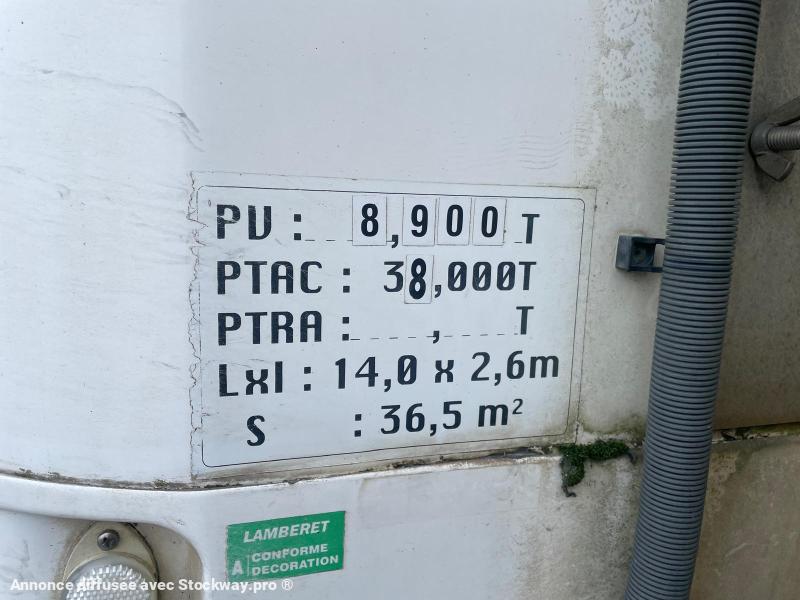 PV : 8,900 T
PTAC : 38,000T
PTRA : , T
Lxl : 14,0 x 2,6m
S : 36,5 m²
LAMBERET
A CONFORME
DECORATION
Annonce diffusée avec Stockway.pro ®